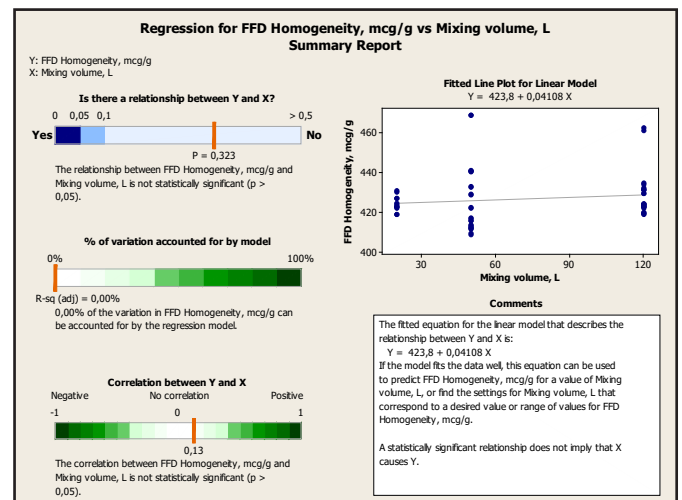 Regression for FFD Homogeneity, mcg/g vs Mixing volume, L
Summary Report
Y: FFD Homogeneity, mcg/g
X: Mixing volume, L
Is there a relationship between Y and X?
0 0,05 0,1 > 0,5
Yes No
P = 0,323
The relationship between FFD Homogeneity, mcg/g and
Mixing volume, L is not statistically significant (p >
0,05).
% of variation accounted for by model
0% 100%
R-sq (adj) = 0,00%
0,00% of the variation in FFD Homogeneity, mcg/g can
be accounted for by the regression model.
Correlation between Y and X
Negative No correlation Positive
-1 0 1
0,13
The correlation between FFD Homogeneity, mcg/g and
Mixing volume, L is not statistically significant (p >
0,05).
Fitted Line Plot for Linear Model
Y = 423,8 + 0,04108 X
FFD Homogeneity, mcg/g
460
440
420
400
30 60 90 120
Mixing volume, L
Comments
The fitted equation for the linear model that describes the
relationship between Y and X is:
Y = 423,8 + 0,04108 X
If the model fits the data well, this equation can be used
to predict FFD Homogeneity, mcg/g for a value of Mixing
volume, L, or find the settings for Mixing volume, L that
correspond to a desired value or range of values for FFD
Homogeneity, mcg/g.
A statistically significant relationship does not imply that X
causes Y.